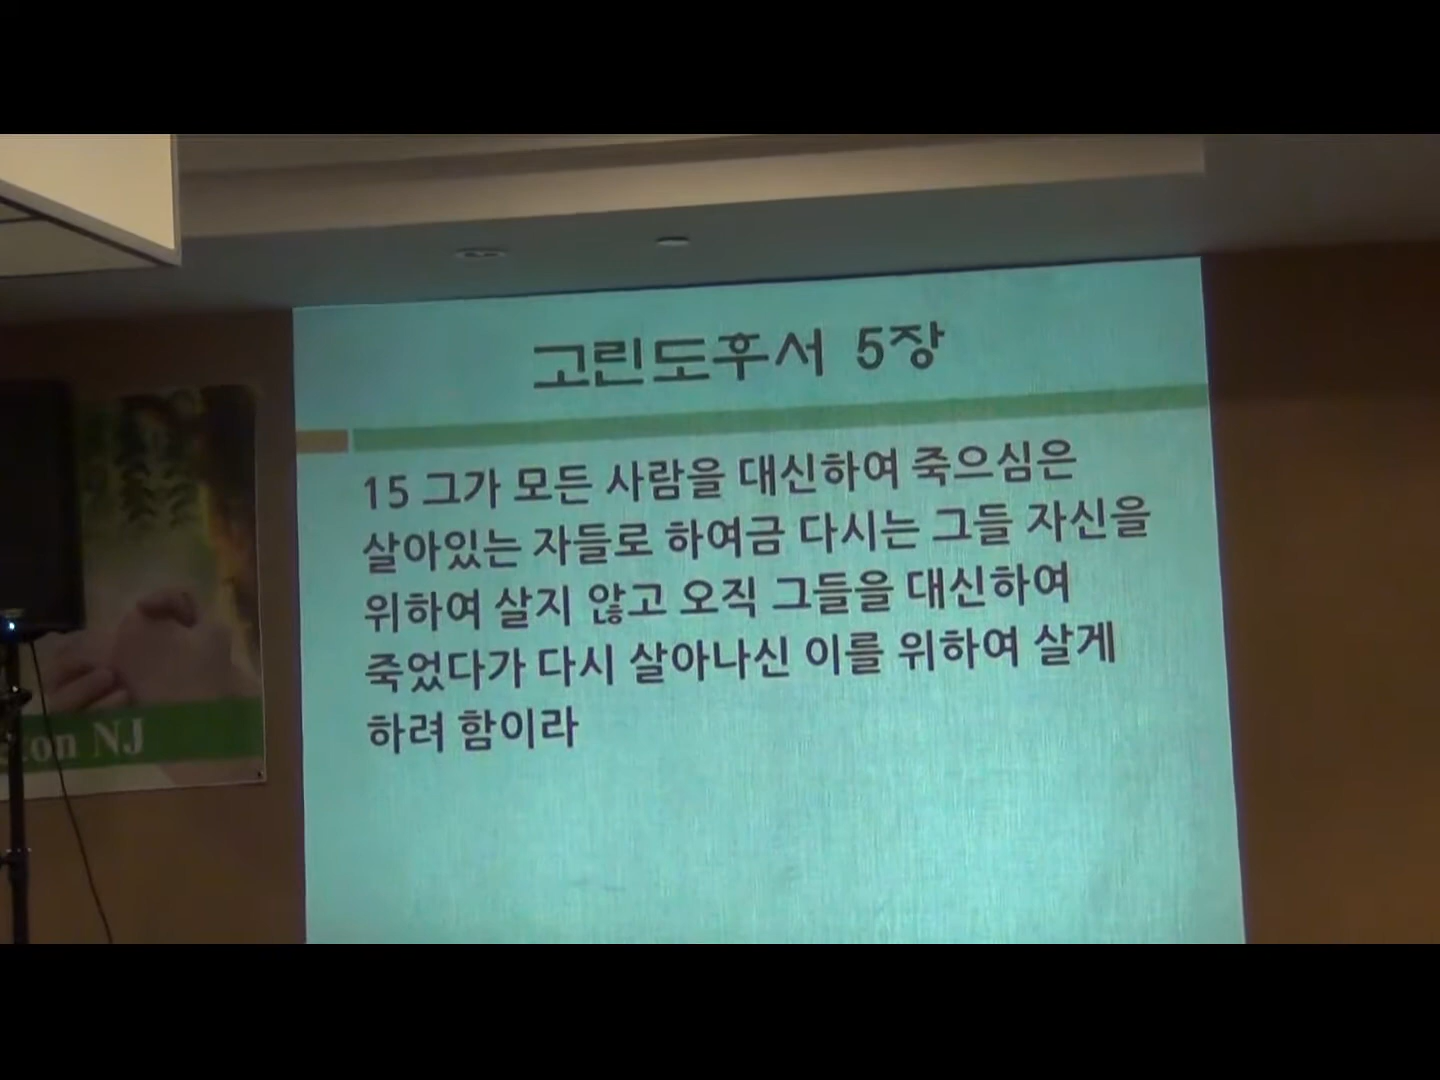 고린도후서 5장
15 그가 모든 사람을 대신하여 죽으심은
살아있는 자들로 하여금 다시는 그들 자신을
위하여 살지 않고 오직 그들을 대신하여
죽었다가 다시 살아나신 이를 위하여 살게
하려 함이라
NJ